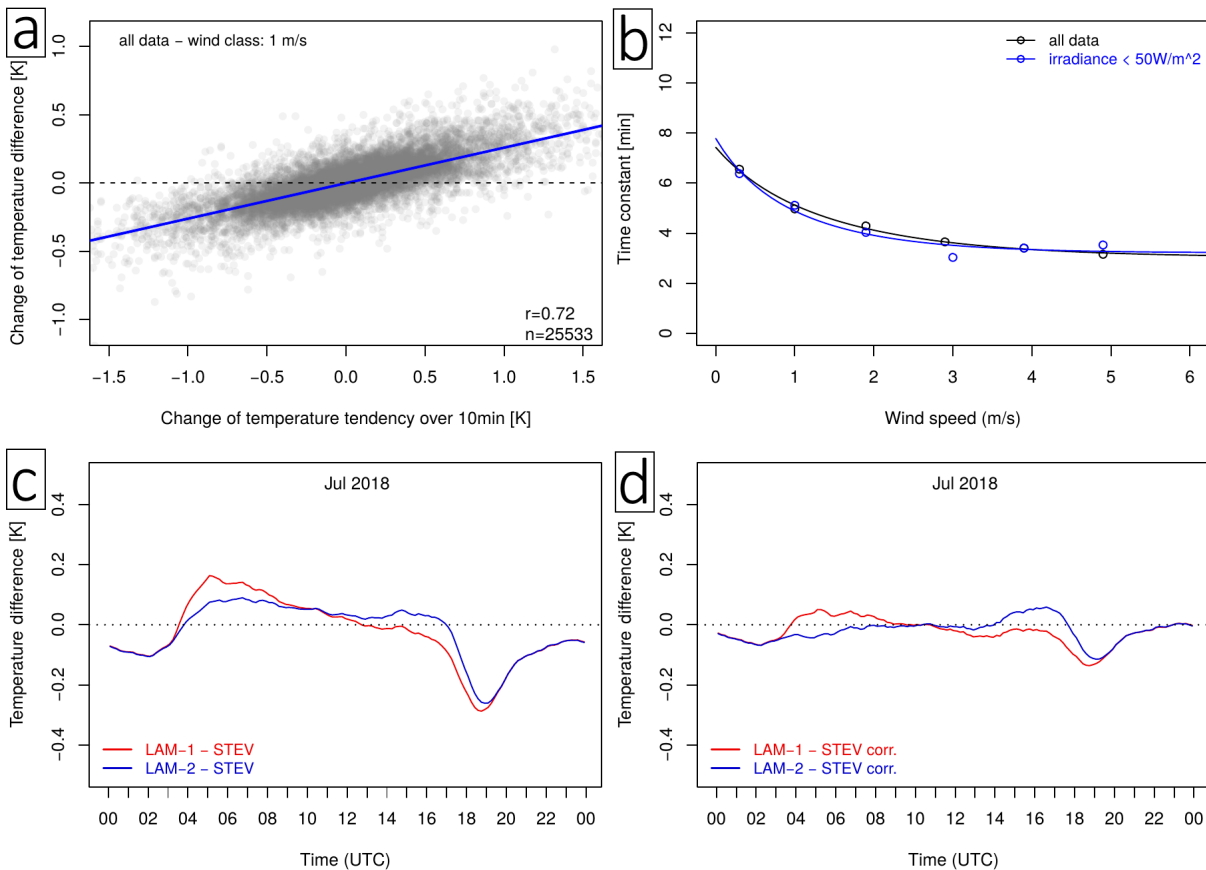 a
all data − wind class: 1 m/s
Change of temperature difference [K]
1.0
0.5
0.0
−0.5
−1.0
r=0.72
n=25533
−1.5 −1.0 −0.5 0.0 0.5 1.0 1.5
Change of temperature tendency over 10min [K]
b
all data
irradiance < 50W/m^2
Time constant [min]
12
10
8
6
4
2
0
0 1 2 3 4 5 6
Wind speed (m/s)
c
Jul 2018
Temperature difference [K]
0.4
0.2
0.0
−0.2
−0.4
LAM−1 − STEV
LAM−2 − STEV
00 02 04 06 08 10 12 14 16 18 20 22 00
Time (UTC)
d
Jul 2018
Temperature difference [K]
0.4
0.2
0.0
−0.2
−0.4
LAM−1 − STEV corr.
LAM−2 − STEV corr.
00 02 04 06 08 10 12 14 16 18 20 22 00
Time (UTC)